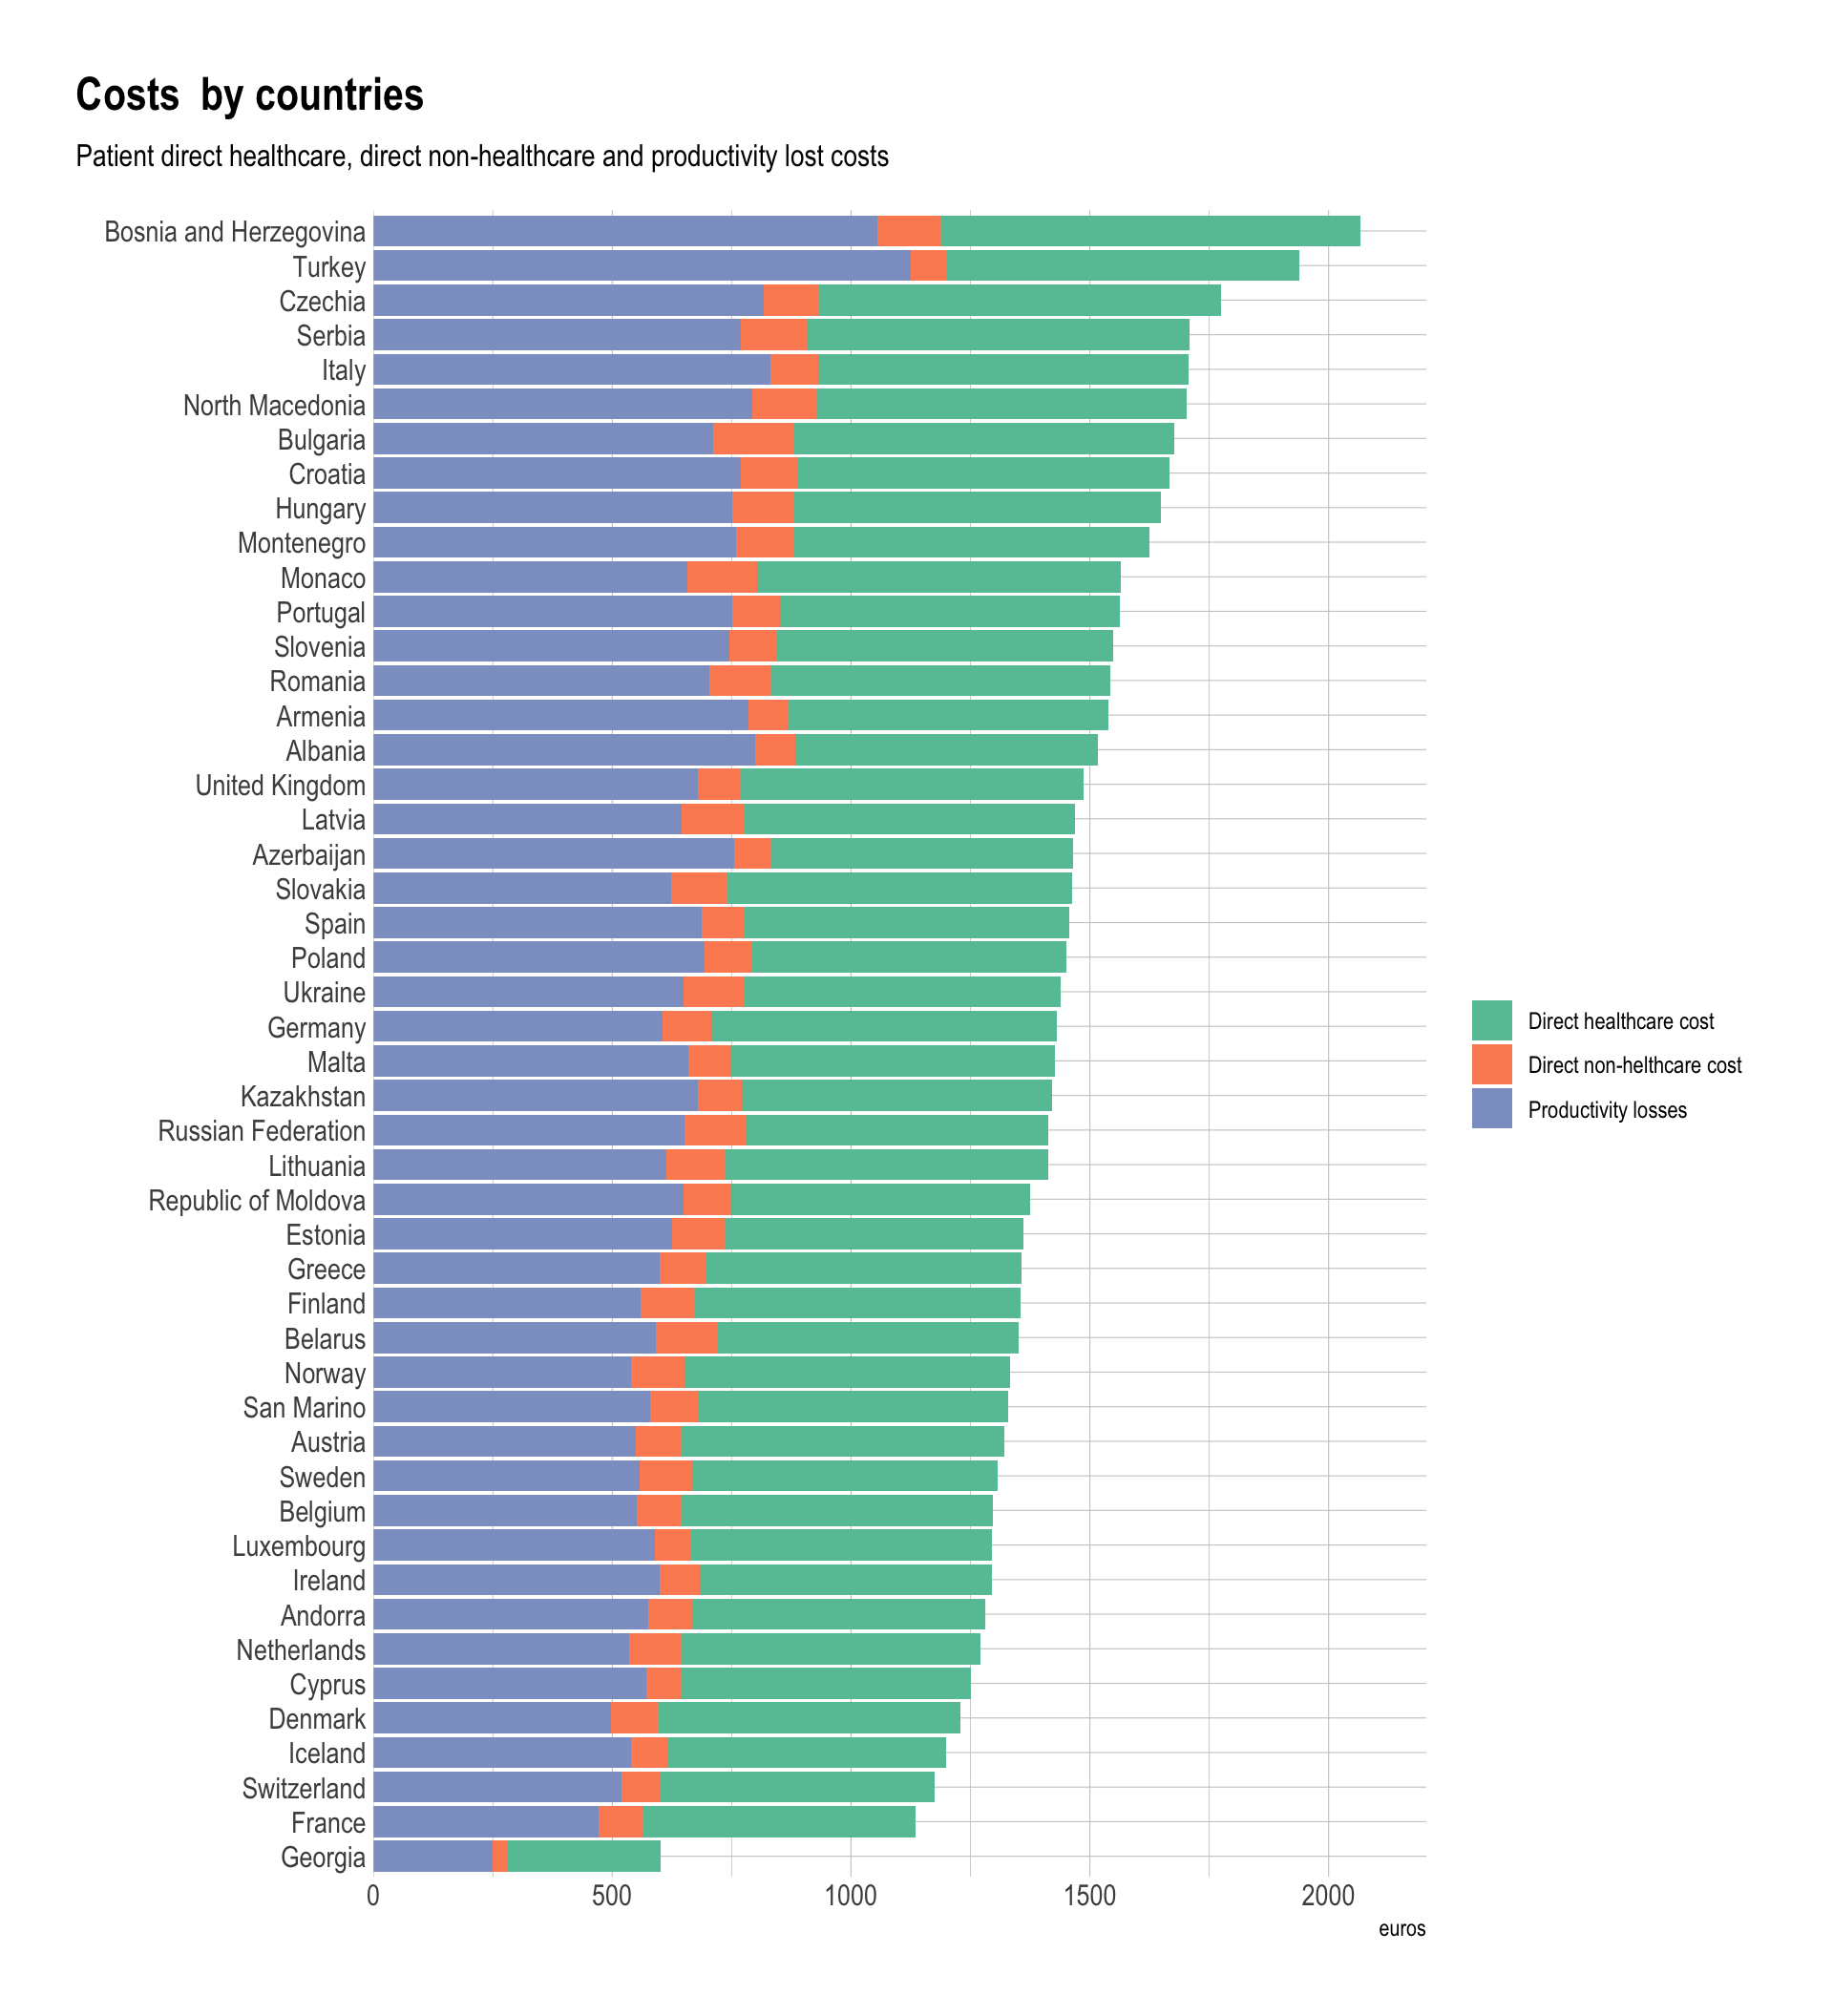 Costs  by countries
Patient direct healthcare, direct non-healthcare and productivity lost costs
Bosnia and Herzegovina
Turkey
Czechia
Serbia
Italy
North Macedonia
Bulgaria
Croatia
Hungary
Montenegro
Monaco
Portugal
Slovenia
Romania
Armenia
Albania
United Kingdom
Latvia
Azerbaijan
Slovakia
Spain
Poland
Ukraine
Germany
Malta
Kazakhstan
Russian Federation
Lithuania
Republic of Moldova
Estonia
Greece
Finland
Belarus
Norway
San Marino
Austria
Sweden
Belgium
Luxembourg
Ireland
Andorra
Netherlands
Cyprus
Denmark
Iceland
Switzerland
France
Georgia
0 500 1000 1500 2000
euros
Direct healthcare cost
Direct non-helthcare cost
Productivity losses